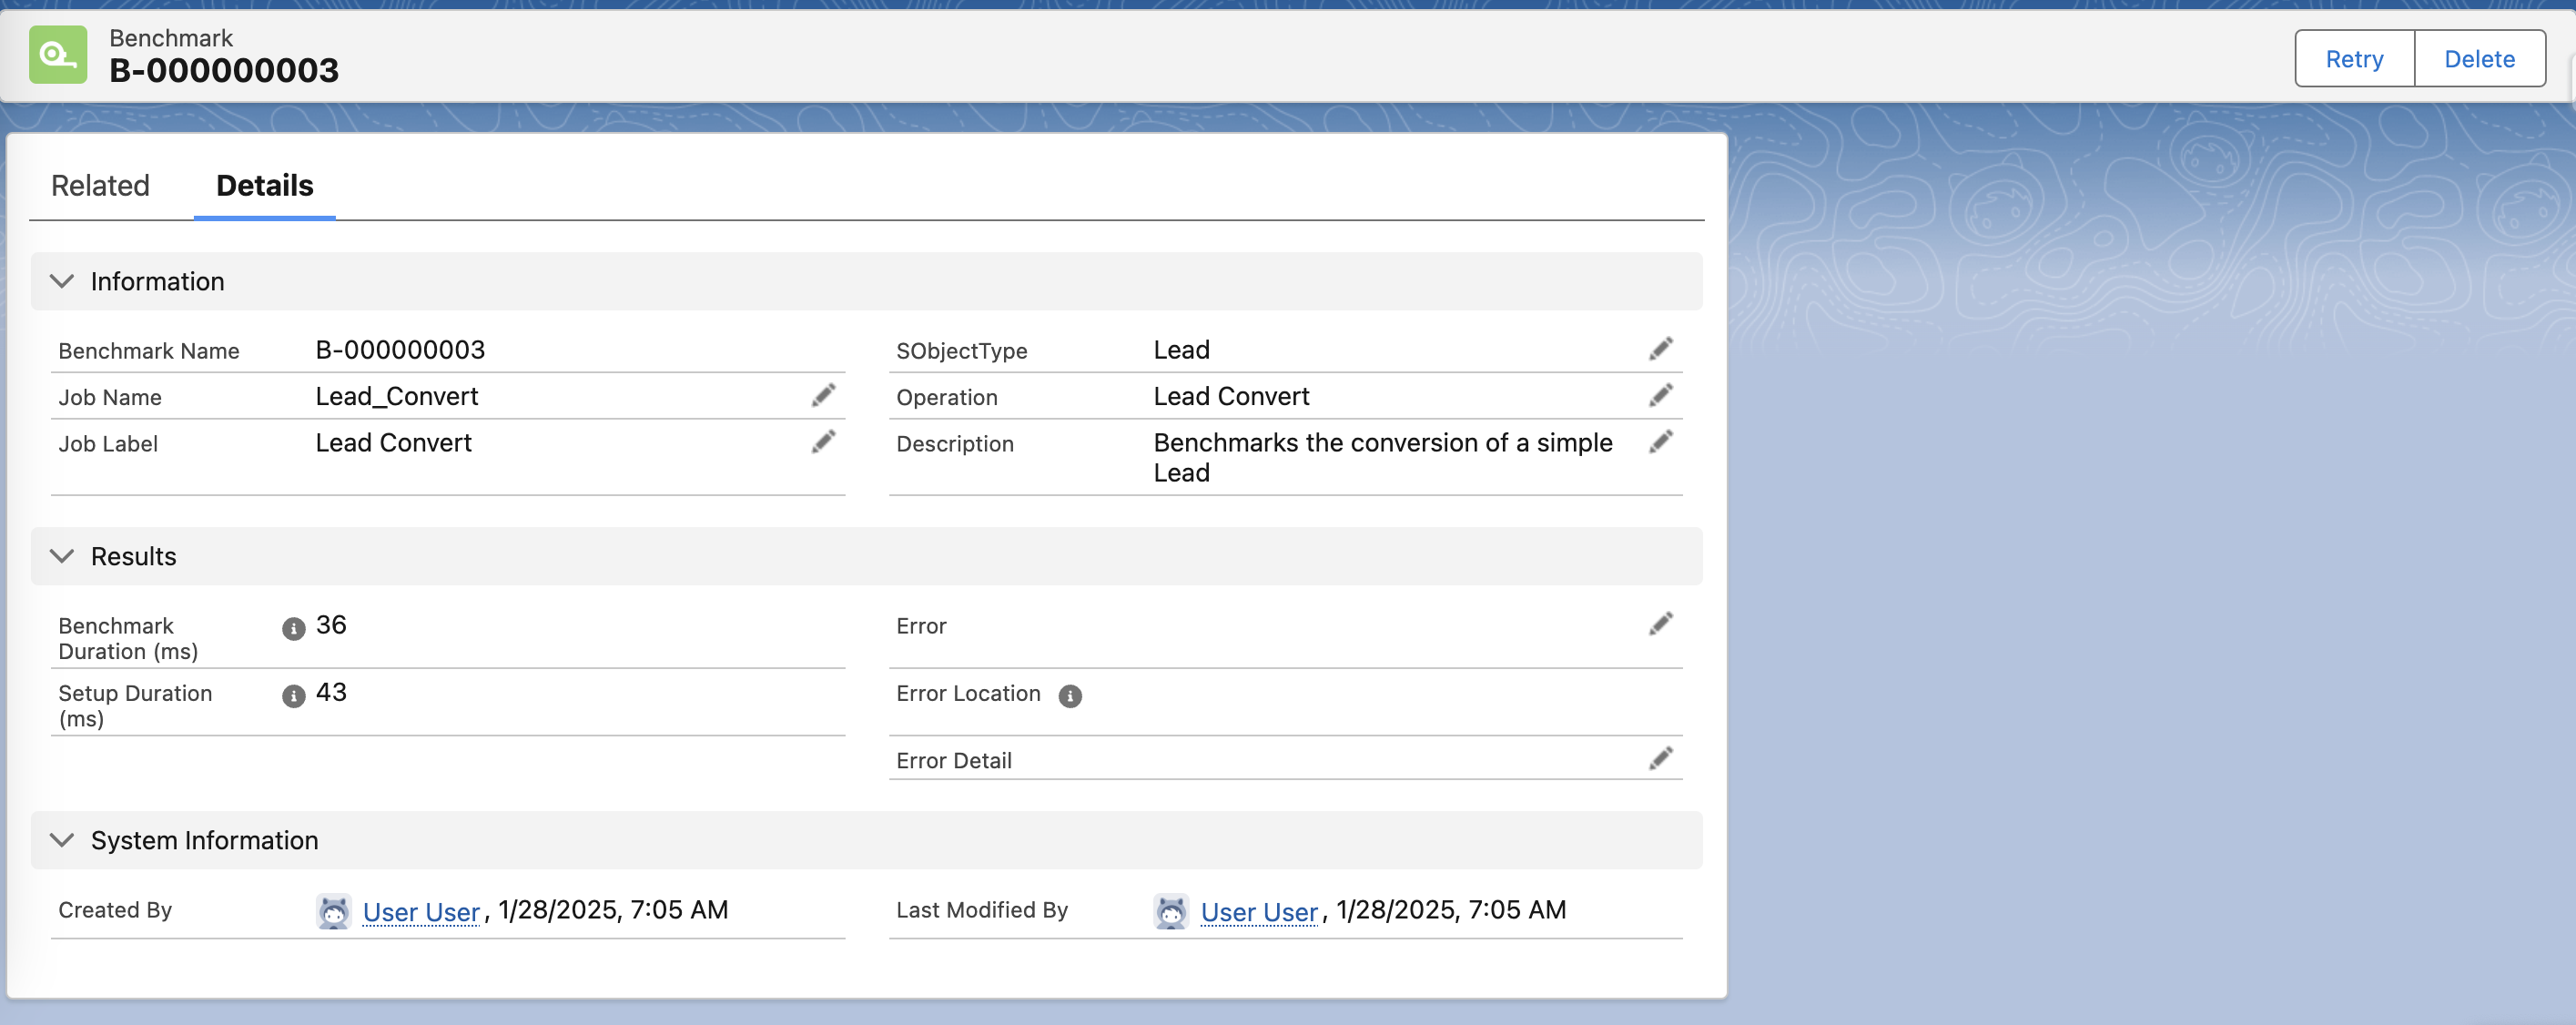 Benchmark
B-000000003
Retry
Delete
Related
Details
Information
Benchmark Name
B-000000003
SObjectType
Lead
Job Name
Lead_Convert
Operation
Lead Convert
Job Label
Lead Convert
Description
Benchmarks the conversion of a simple
Lead
Results
Benchmark
Duration (ms)
36
Error
Setup Duration
(ms)
43
Error Location
Error Detail
System Information
Created By
User User, 1/28/2025, 7:05 AM
Last Modified By
User User, 1/28/2025, 7:05 AM